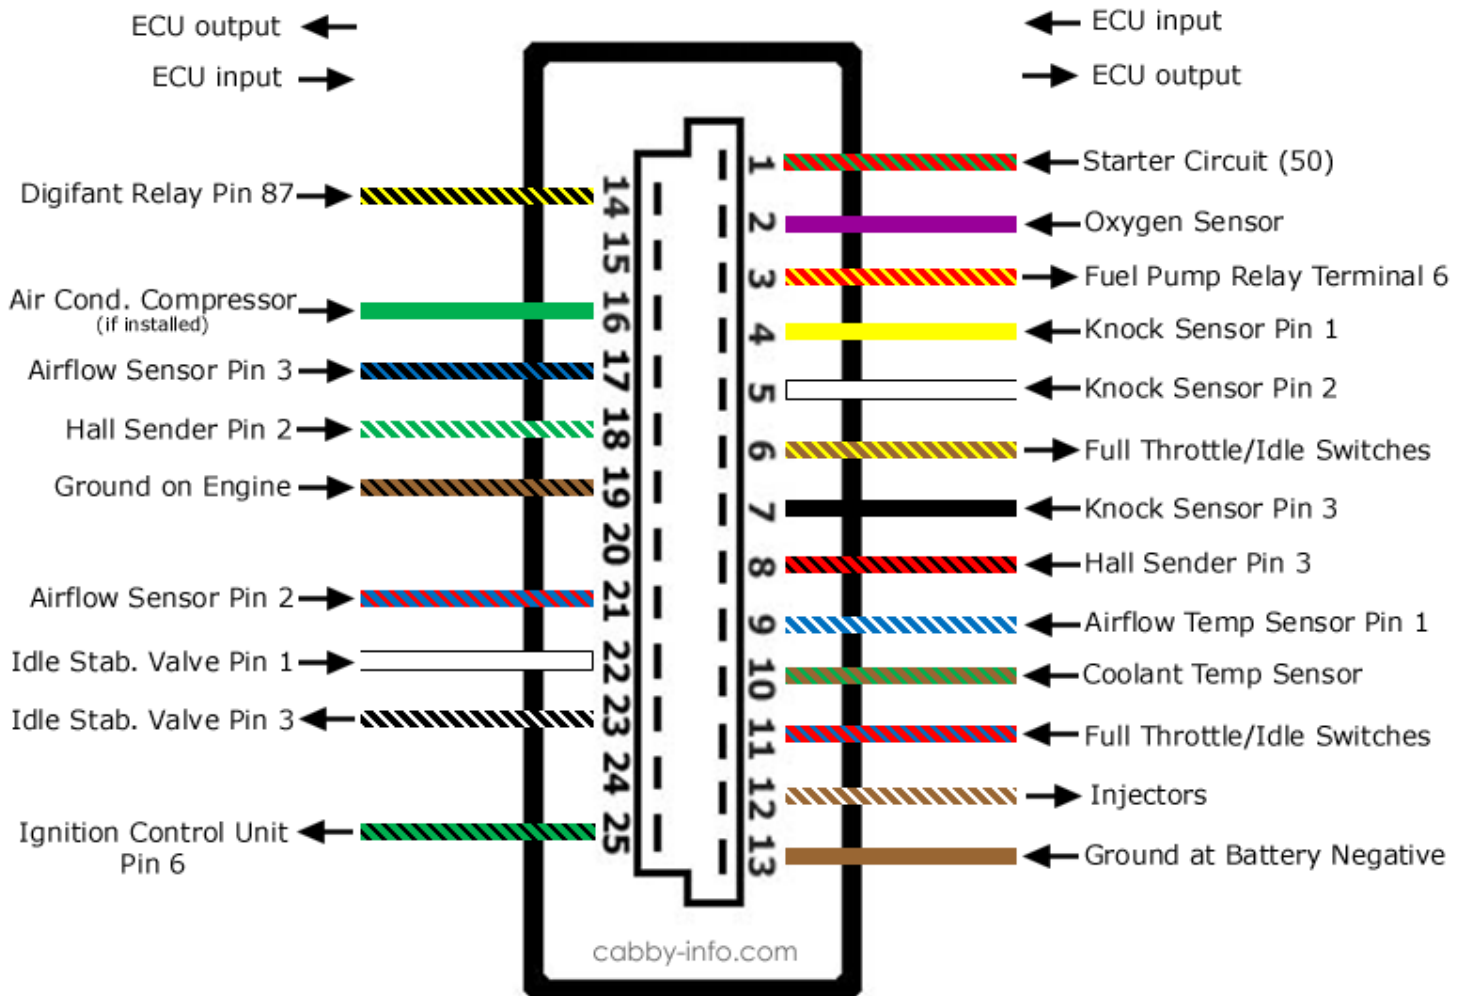 ECU output
ECU input
ECU input
ECU output
Digifant Relay Pin 87
Air Cond. Compressor
(if installed)
Airflow Sensor Pin 3
Hall Sender Pin 2
Ground on Engine
Airflow Sensor Pin 2
Idle Stab. Valve Pin 1
Idle Stab. Valve Pin 3
Ignition Control Unit
Pin 6
14
15
16
17
18
19
20
21
22
23
24
25
1
2
3
4
5
6
7
8
9
10
11
12
13
Starter Circuit (50)
Oxygen Sensor
Fuel Pump Relay Terminal 6
Knock Sensor Pin 1
Knock Sensor Pin 2
Full Throttle/Idle Switches
Knock Sensor Pin 3
Hall Sender Pin 3
Airflow Temp Sensor Pin 1
Coolant Temp Sensor
Full Throttle/Idle Switches
Injectors
Ground at Battery Negative
cabby-info.com